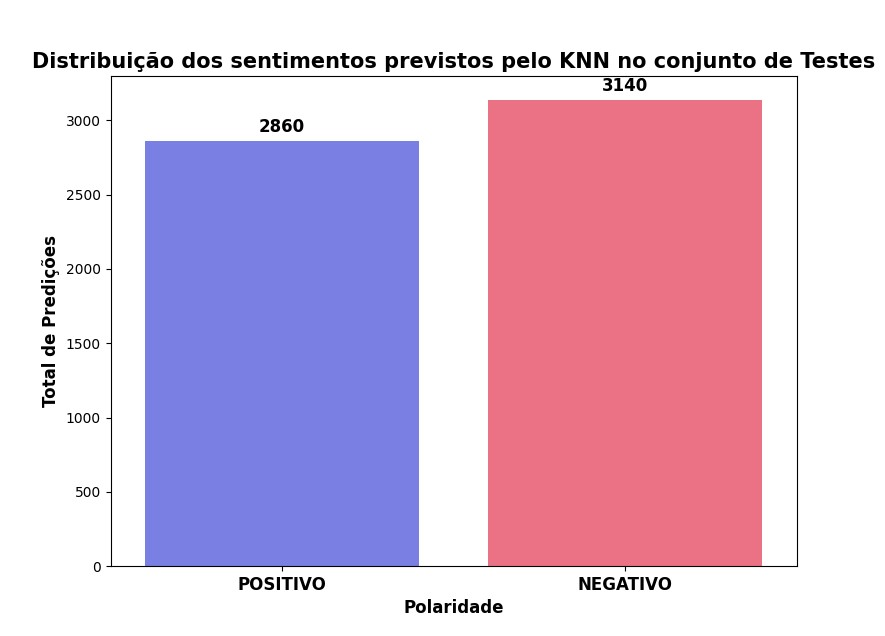 Distribuição dos sentimentos previstos pelo KNN no conjunto de Testes
3140
2860
3000
2500
2000
1500
1000
500
0
Total de Predições
POSITIVO
NEGATIVO
Polaridade